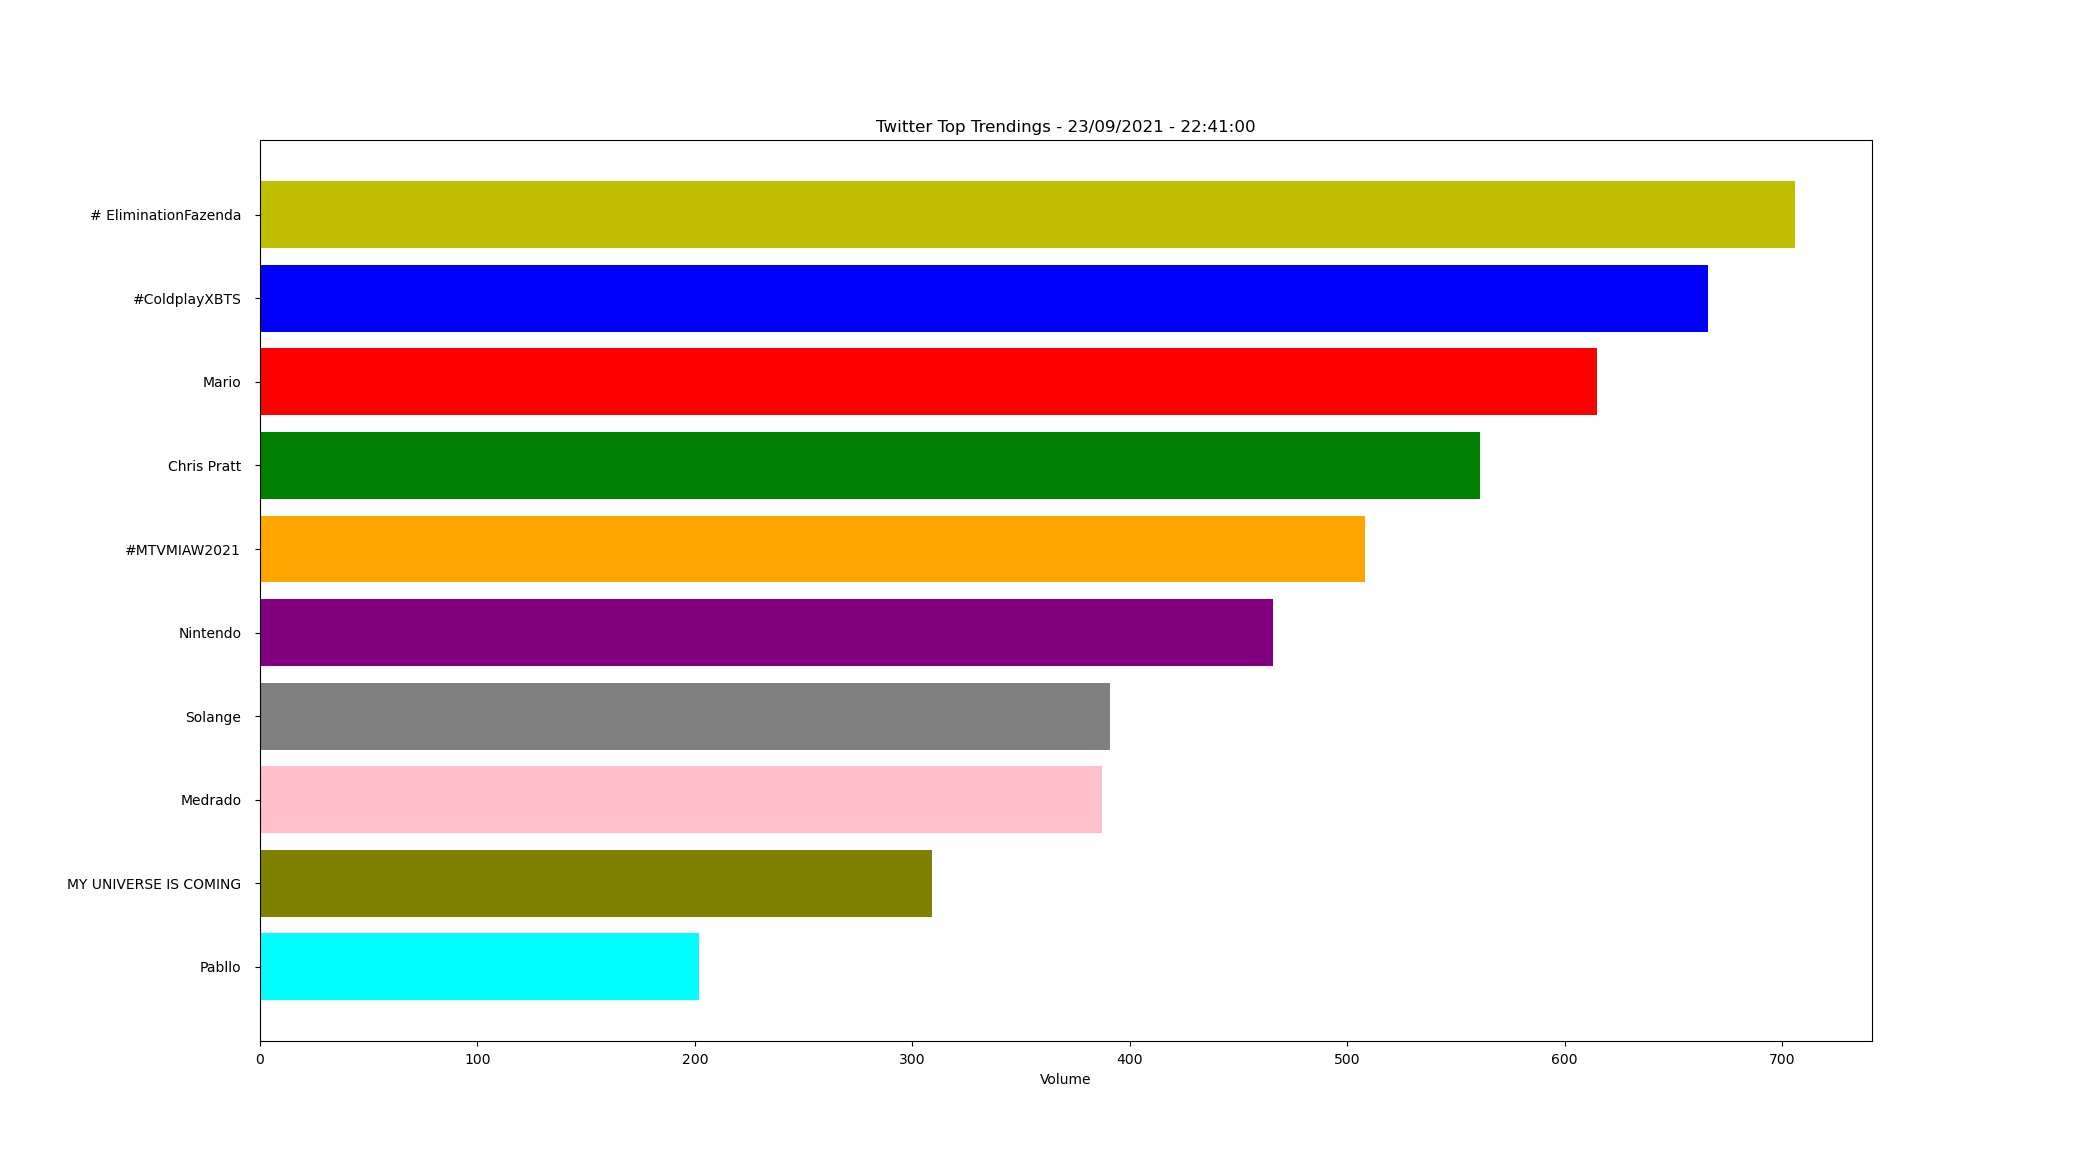 Twitter Top Trendings - 23/09/2021 - 22:41:00
# EliminationFazenda
#ColdplayXBTS
Mario
Chris Pratt
#MTVMIAW2021
Nintendo
Solange
Medrado
MY UNIVERSE IS COMING
Pabllo
0 100 200 300 400 500 600 700
Volume